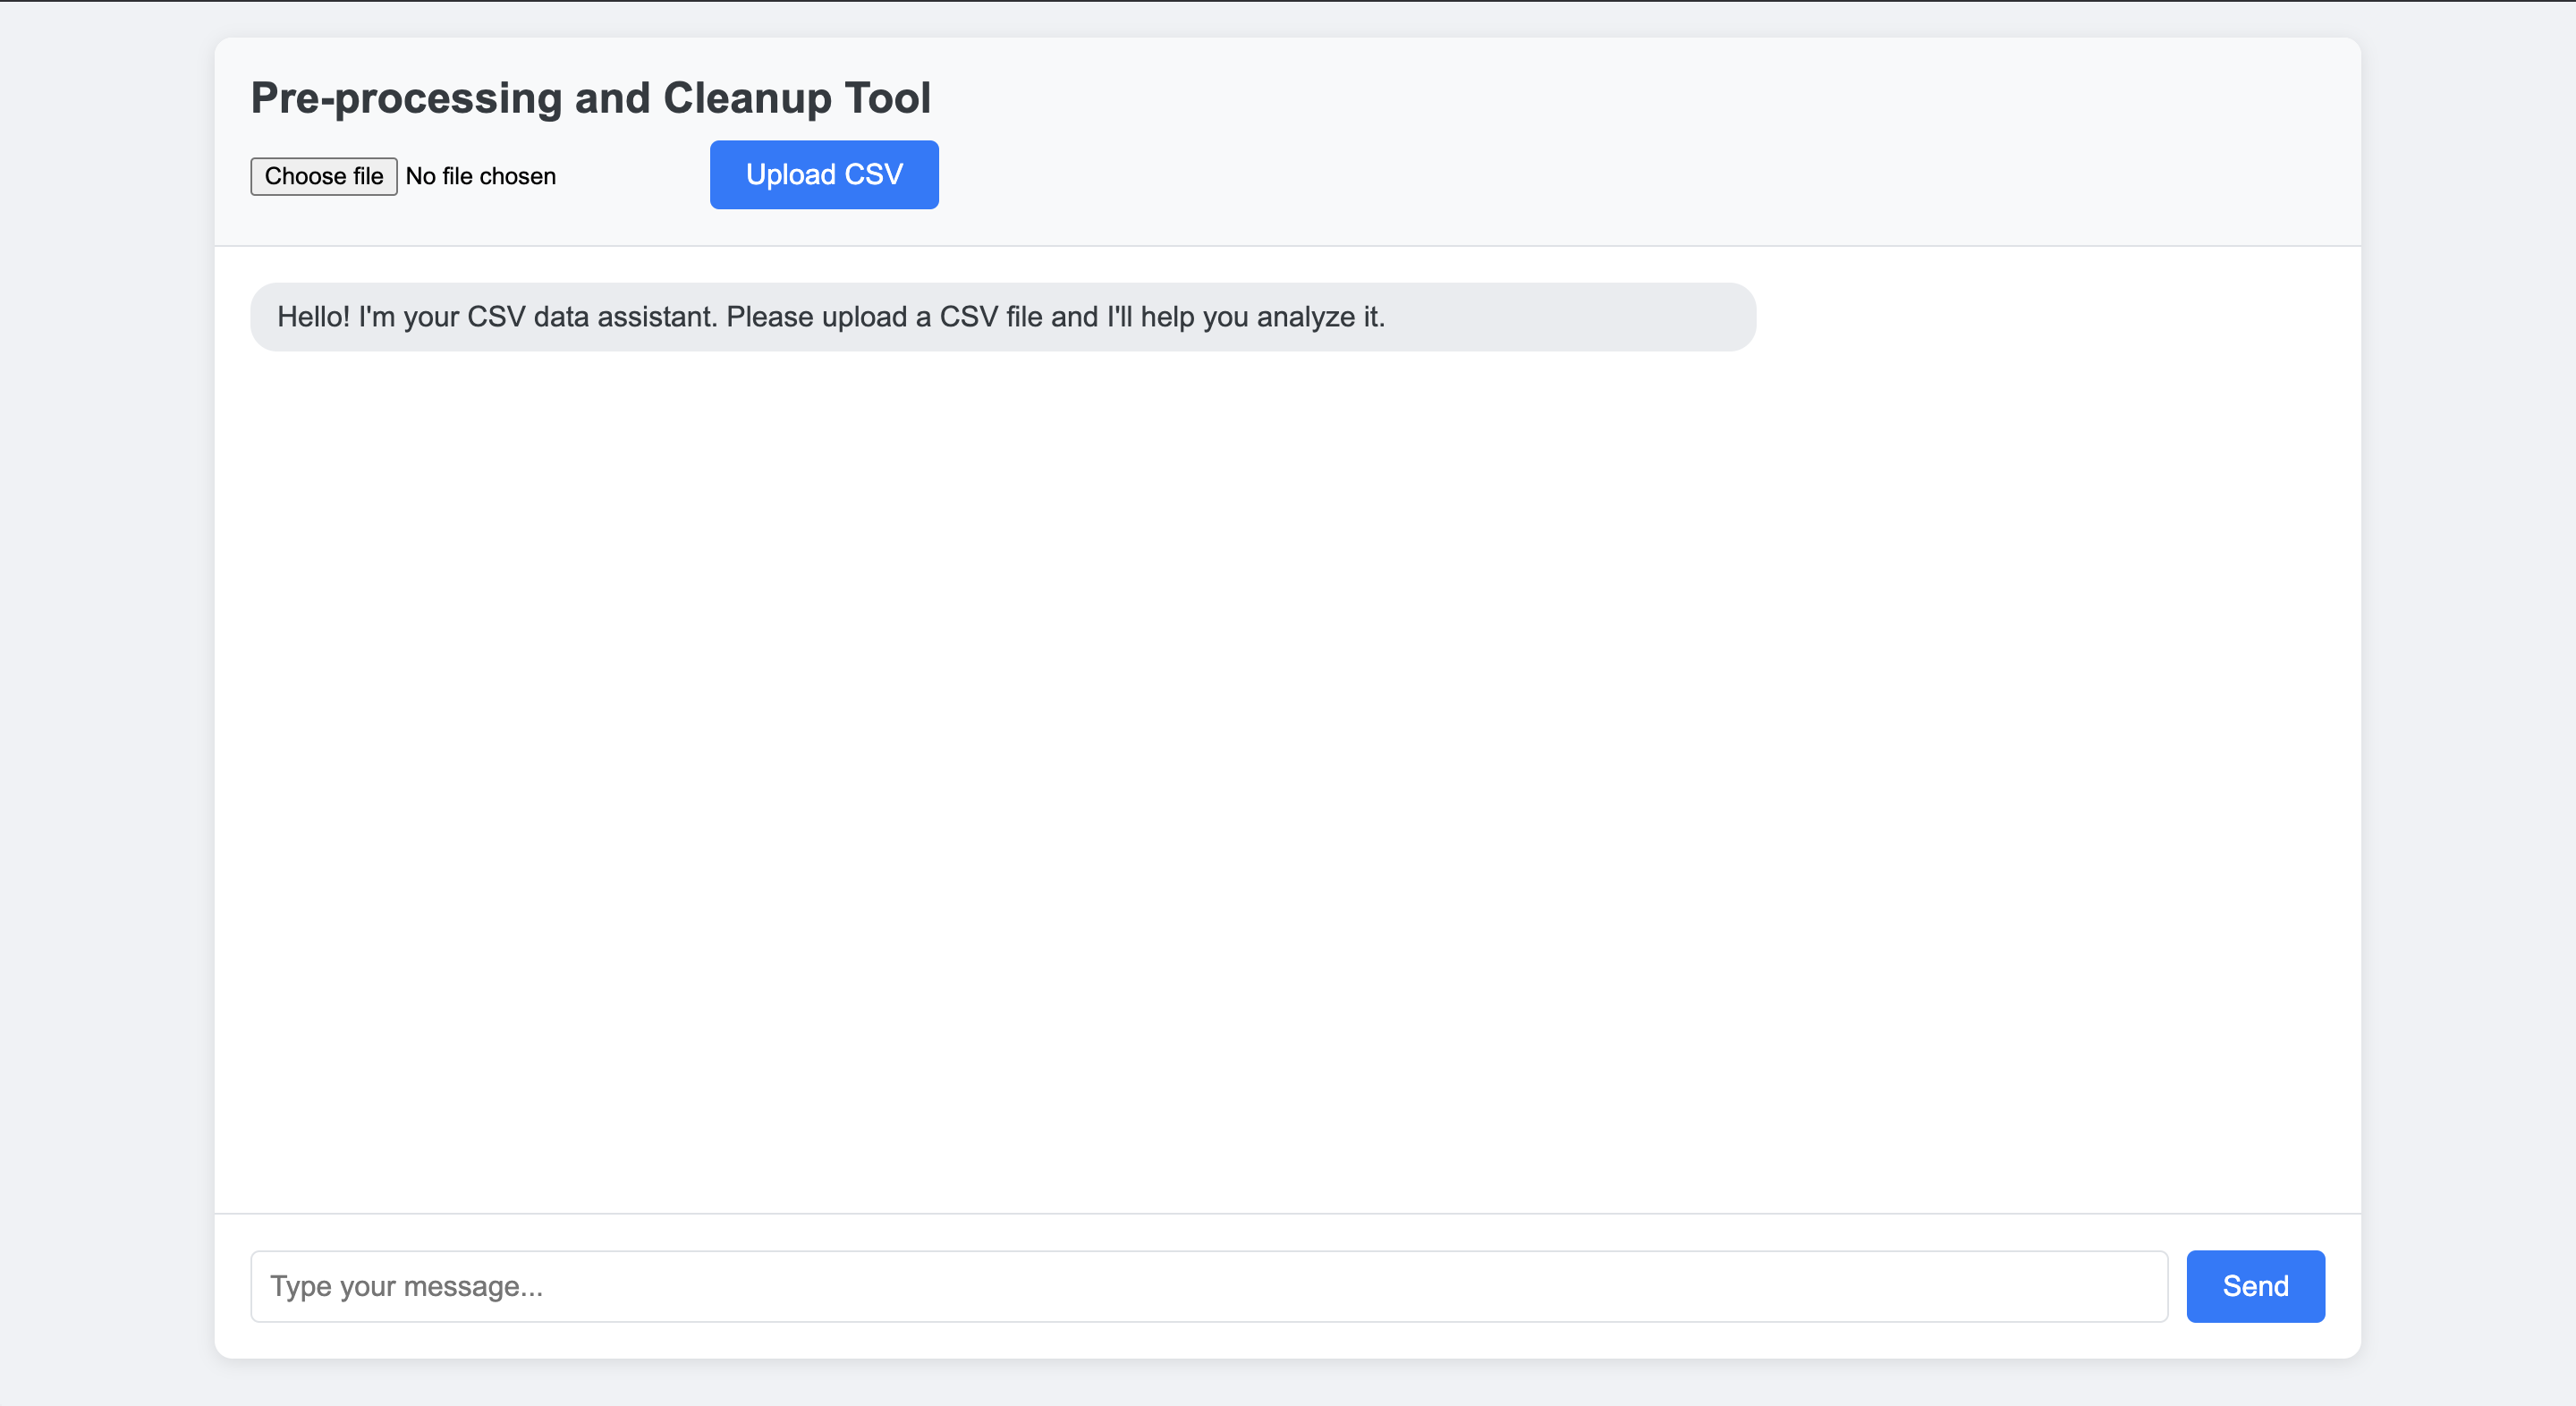 Pre-processing and Cleanup Tool
Choose file No file chosen Upload CSV
Hello! I'm your CSV data assistant. Please upload a CSV file and I'll help you analyze it.
Type your message... Send